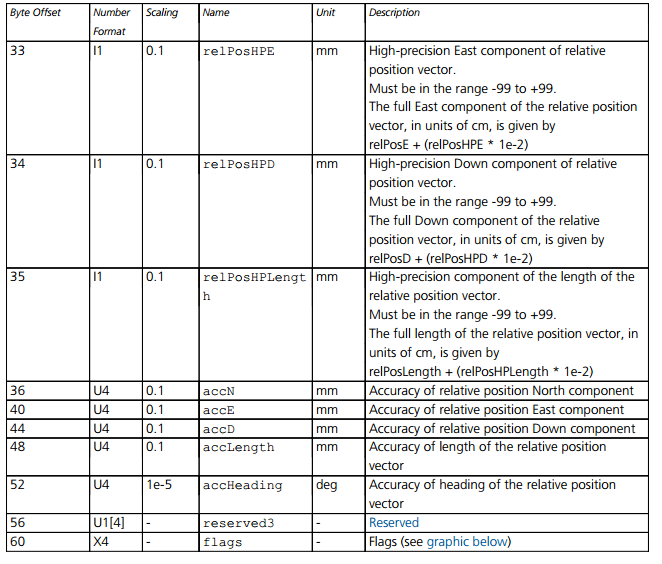 Byte Offset Number Format Scaling Name Unit Description
33 I1 0.1 relPosHPE mm High-precision East component of relative
position vector.
Must be in the range -99 to +99.
The full East component of the relative position
vector, in units of cm, is given by
relPosE + (relPosHPE * 1e-2)
34 I1 0.1 relPosHPD mm High-precision Down component of relative
position vector.
Must be in the range -99 to +99.
The full Down component of the relative
position vector, in units of cm, is given by
relPosD + (relPosHPD * 1e-2)
35 I1 0.1 relPosHPLengt mm High-precision component of the length of the
h relative position vector.
Must be in the range -99 to +99.
The full length of the relative position vector, in
units of cm, is given by
relPosLength + (relPosHPLength * 1e-2)
36 U4 0.1 accN mm Accuracy of relative position North component
40 U4 0.1 accE mm Accuracy of relative position East component
44 U4 0.1 accD mm Accuracy of relative position Down component
48 U4 0.1 accLength mm Accuracy of length of the relative position
vector
52 U4 1e-5 accHeading deg Accuracy of heading of the relative position
vector
56 U1[4] - reserved3 - Reserved
60 X4 - flags - Flags (see graphic below)